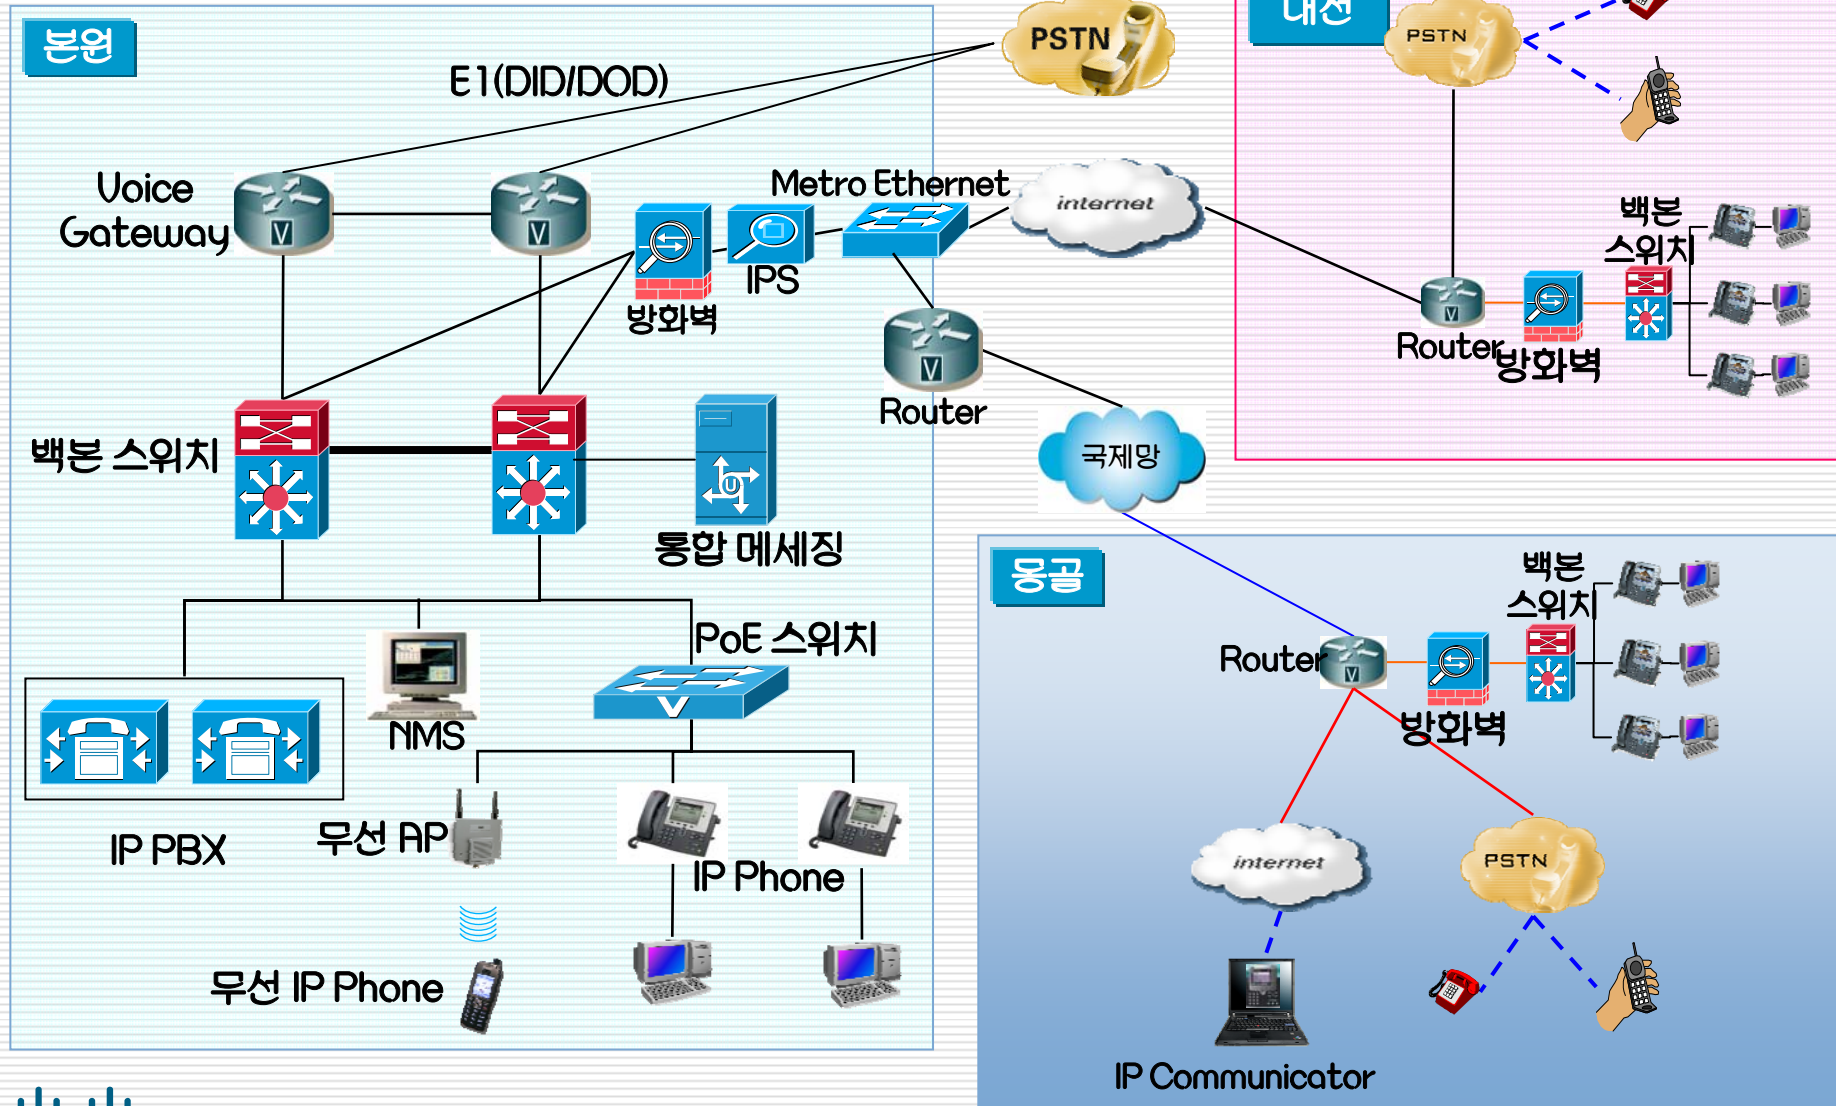 본원
E1(DID/DOD)
PSTN
PSTN
Voice
Gateway
V
V
Metro Ethernet
internet
IPS
방화벽
백본
스위치
V
Router
방화벽
V
Router
백본 스위치
U
통합 메세징
국제망
몽골
백본
스위치
PoE 스위치
V
Router
V
방화벽
NMS
IP PBX
무선 AP
IP Phone
internet
PSTN
무선 IP Phone
IP Communicator